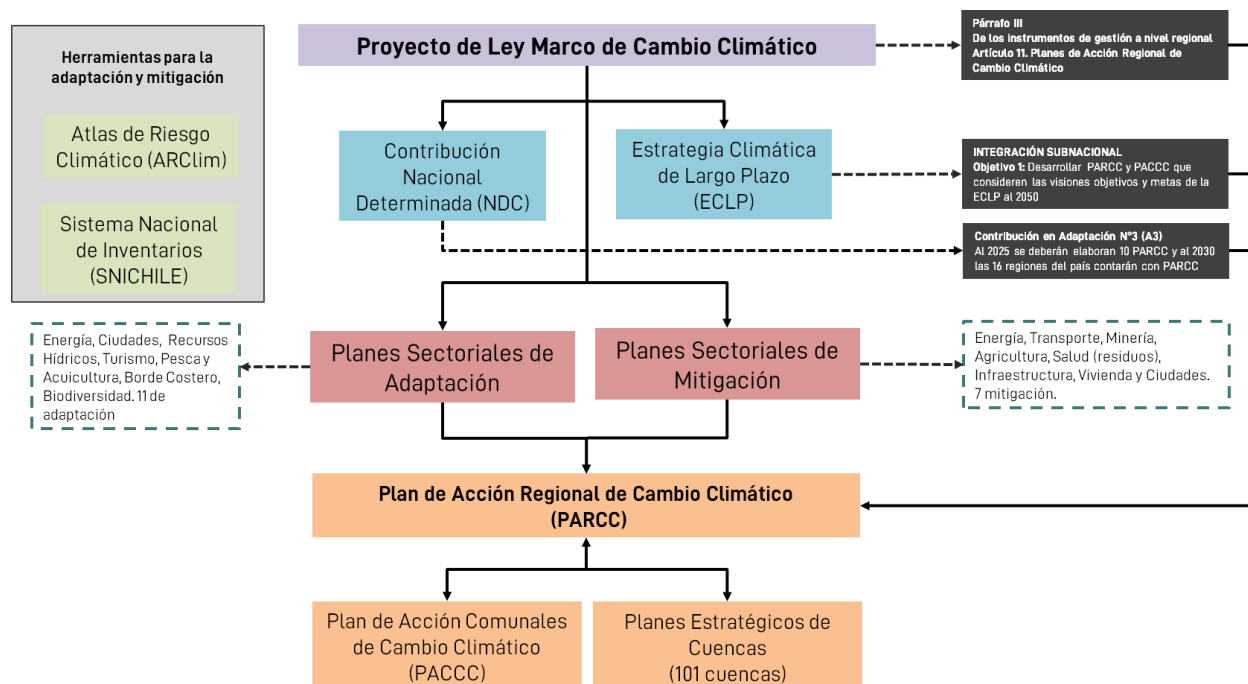 Herramientas para la
adaptación y mitigación
Atlas de Riesgo
Climático (ARClim)
Sistema Nacional
de Inventarios
(SNICHILE)
Proyecto de Ley Marco de Cambio Climático
Párrafo III
De los instrumentos de gestión a nivel regional
Artículo 11. Planes de Acción Regional de
Cambio Climático
Contribución
Nacional
Determinada (NDC)
Estrategia Climática
de Largo Plazo
(ECLP)
INTEGRACIÓN SUBNACIONAL
Objetivo 1: Desarrollar PARCC y PACCC que
consideren las visiones objetivos y metas de la
ECLP al 2050
Contribución en Adaptación N°3 (A3)
Al 2025 se deberán elaboran 10 PARCC y al 2030
las 16 regiones del país contarán con PARCC
Energía, Ciudades, Recursos
Hídricos, Turismo, Pesca y
Acuicultura, Borde Costero,
Biodiversidad. 11 de
adaptación
Planes Sectoriales de
Adaptación
Planes Sectoriales de
Mitigación
Energía, Transporte, Minería,
Agricultura, Salud (residuos),
Infraestructura, Vivienda y Ciudades.
7 mitigación.
Plan de Acción Regional de Cambio Climático
(PARCC)
Plan de Acción Comunales
de Cambio Climático
(PACCC)
Planes Estratégicos de
Cuencas
(101 cuencas)